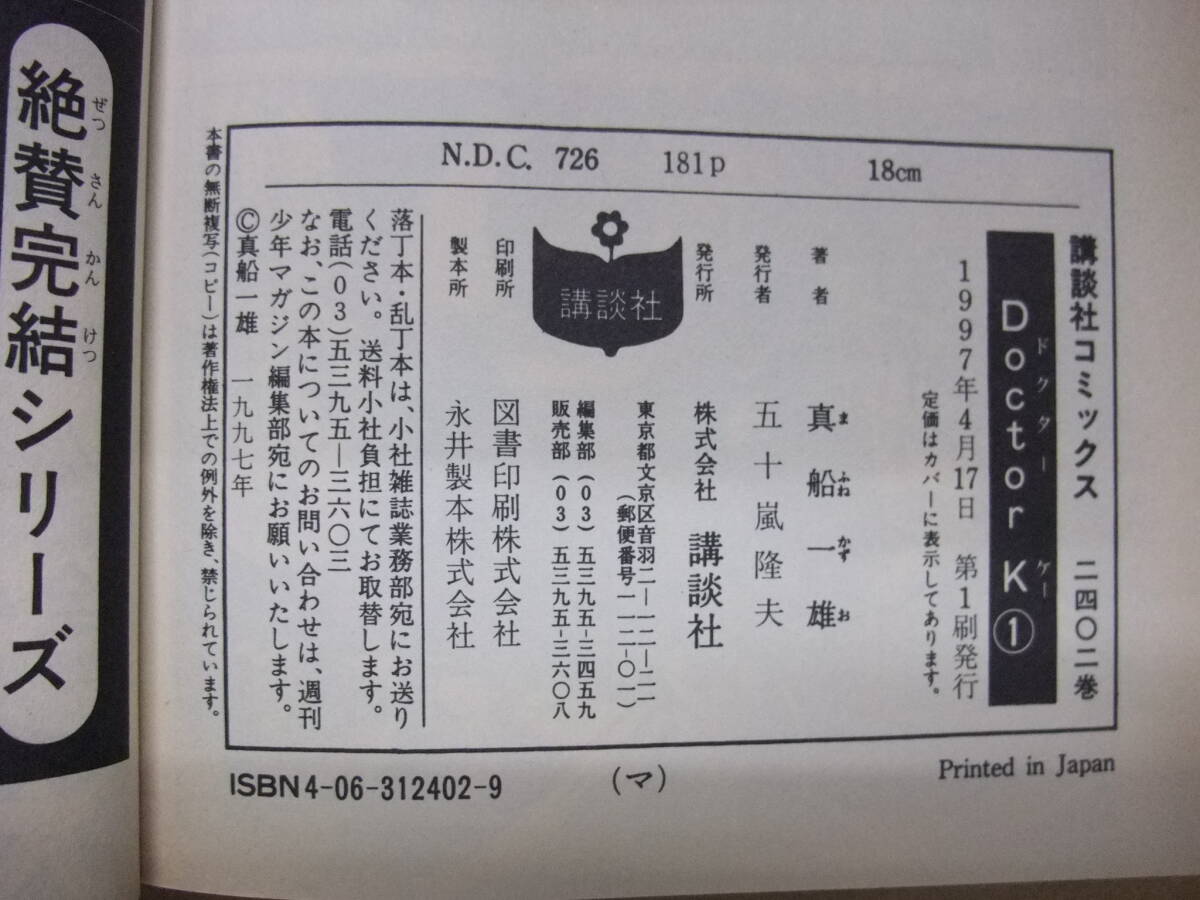 N.D.C. 726 181p 18cm
講談社コミックス 二四〇二巻
Doctor K①
ドクター ケー
1997年4月17日 第1刷発行
定価はカバーに表示してあります。
著者 真船一雄
ま ふね かず お
発行者 五十嵐隆夫
発行所 株式会社 講談社
東京都文京区音羽二—一二—二一
(郵便番号一一二-〇一)
編集部 (03) 五三九五-三四五九
販売部 (03) 五三九五-三六〇八
講談社
印刷所 図書印刷株式会社
製本所 永井製本株式会社
落丁本・乱丁本は、小社雑誌業務部宛にお送り
ください。送料小社負担にてお取替します。
電話(03)五三九五—三六〇三
なお、この本についてのお問い合わせは、週刊
少年マガジン編集部宛にお願いいたします。
©真船一雄 一九九七年
本書の無断複写(コピー)は著作権法上での例外を除き、禁じられています。
ISBN4-06-312402-9 (マ) Printed in Japan
絶賛完結シリーズ
ぜっ さん かん けつ